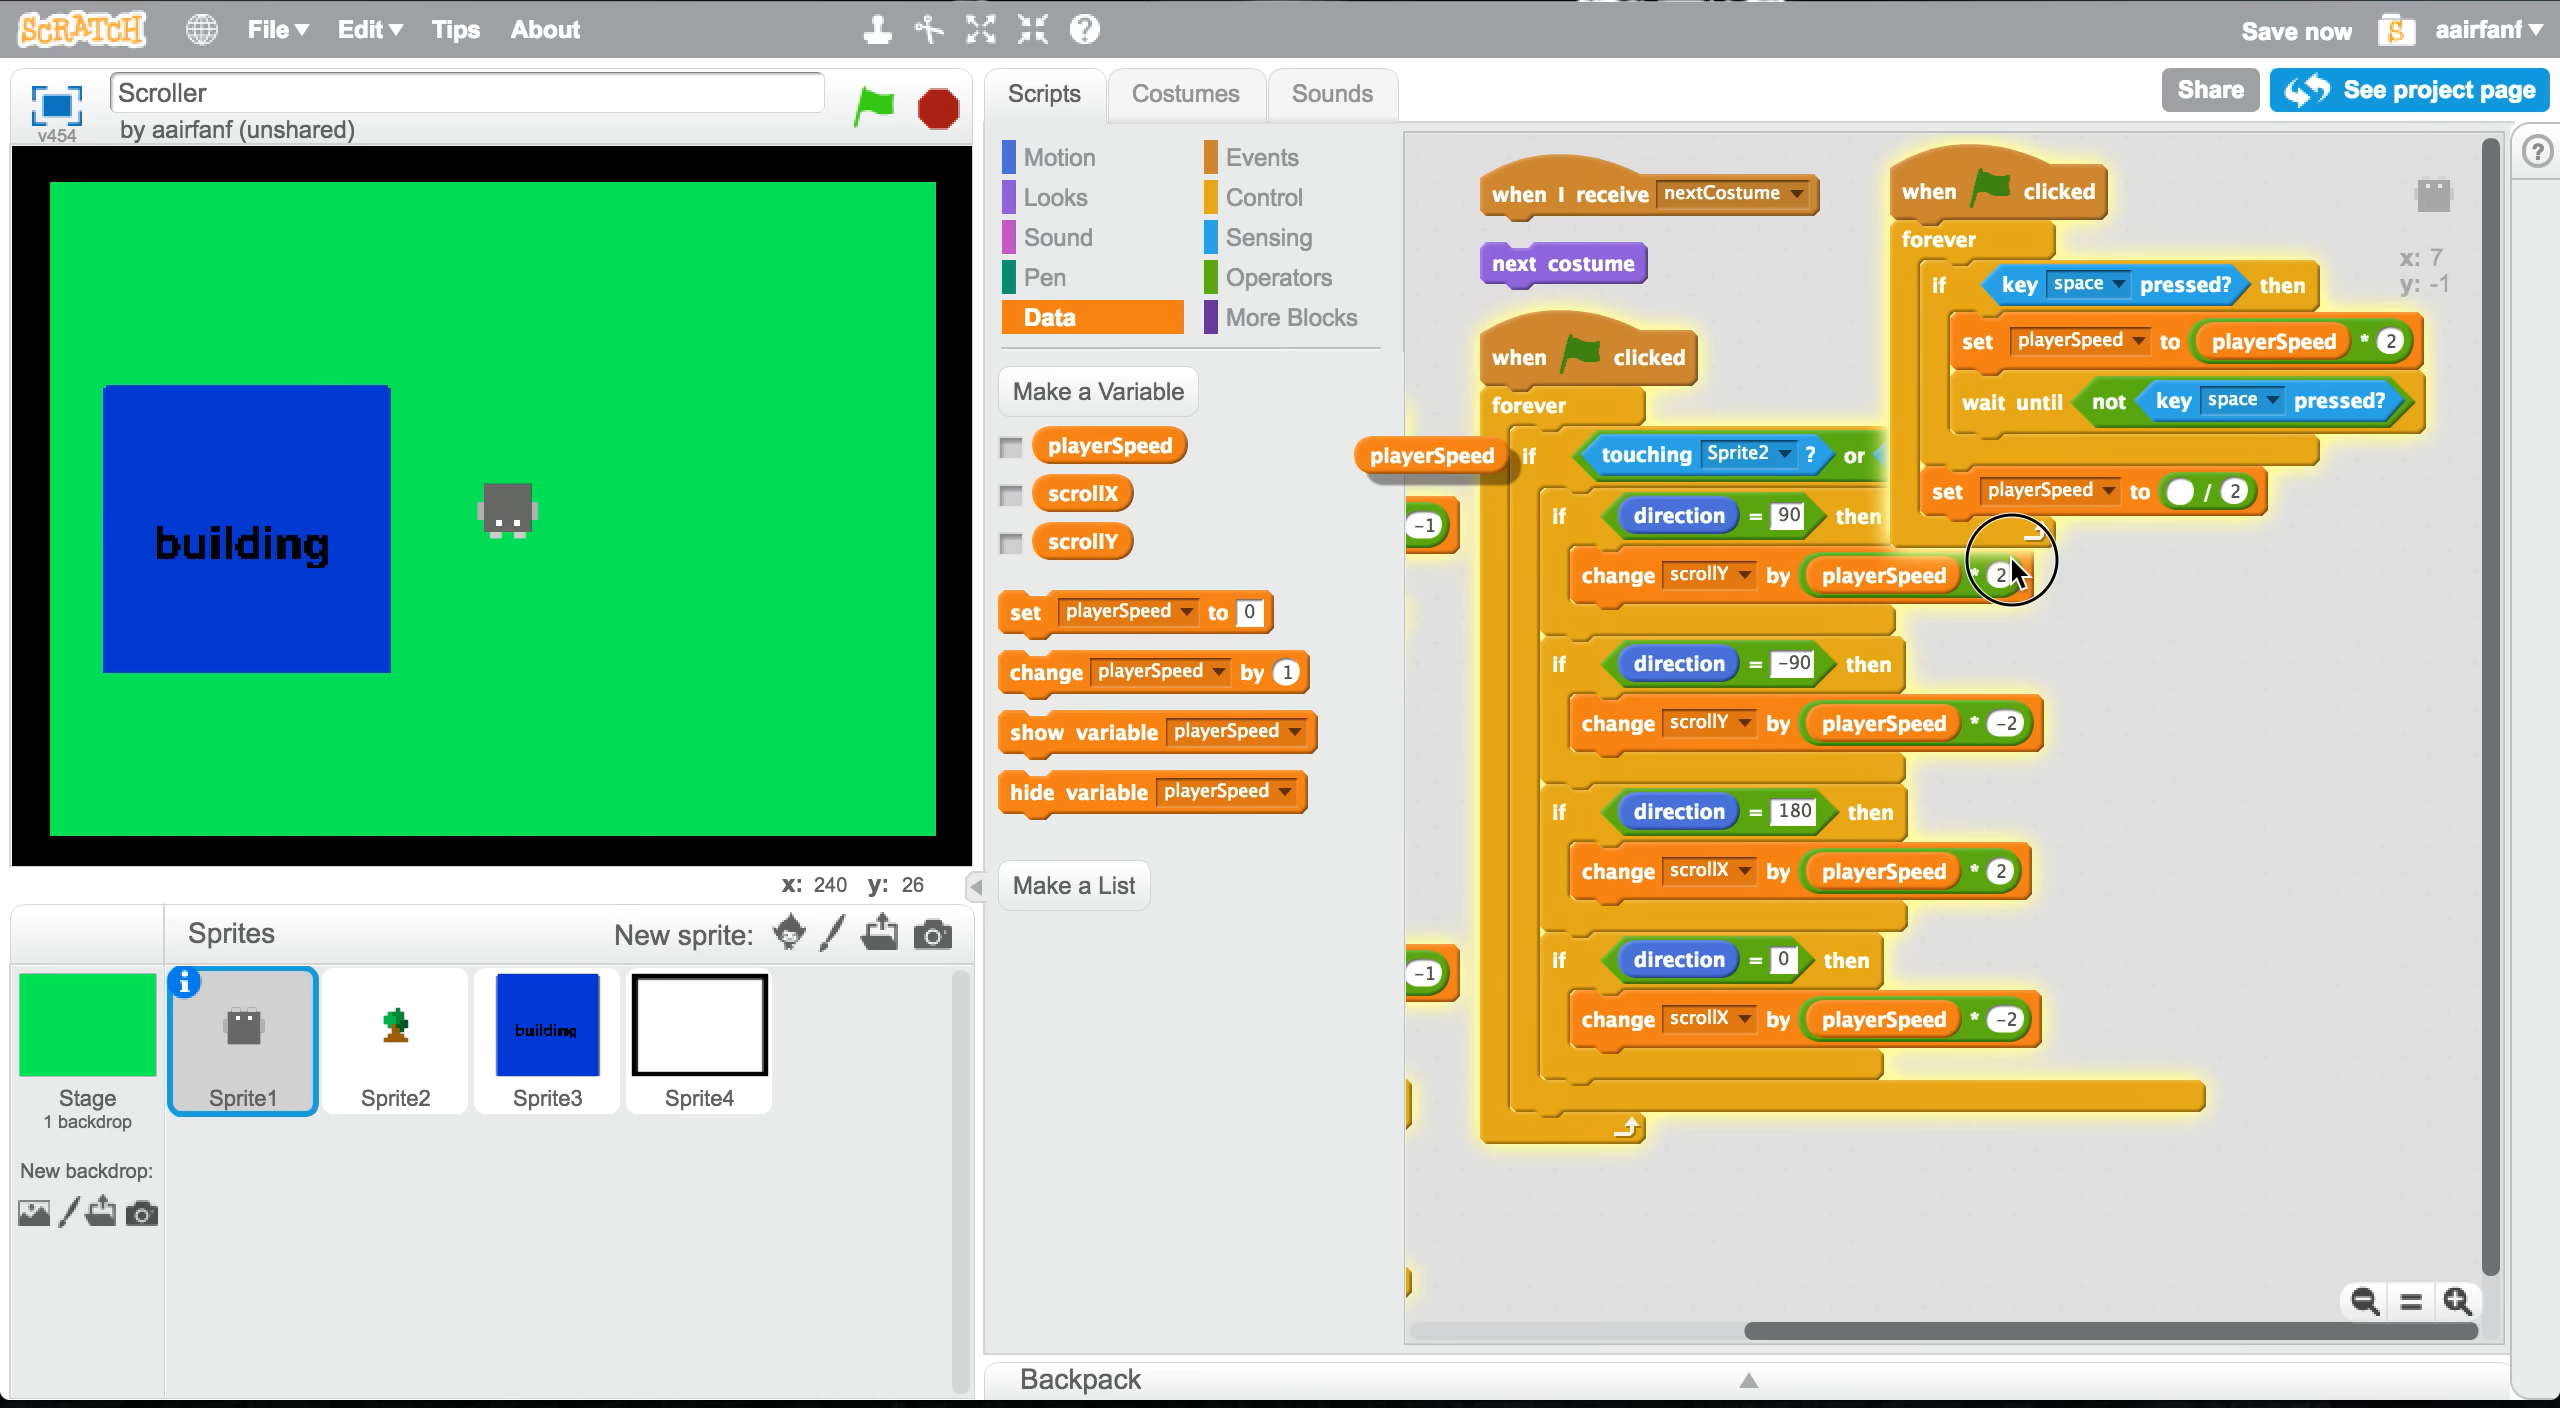 SCRATCH File Edit Tips About Save now S aairfanf
Scroller
v454 by aairfanf (unshared)
Scripts Costumes Sounds Share See project page
building
x: 240 y: 26
Sprites New sprite:
Stage
1 backdrop
New backdrop:
building
Sprite1 Sprite2 Sprite3 Sprite4
Motion Events
Looks Control
Sound Sensing
Pen Operators
Data More Blocks
Make a Variable
playerSpeed
scrollX
scrollY
set playerSpeed to 0
change playerSpeed by 1
show variable playerSpeed
hide variable playerSpeed
Make a List
playerSpeed
-1
-1
when I receive nextCostume
next costume
when clicked
forever
if touching Sprite2 ? or
if direction = 90 then
change scrollY by playerSpeed * 2
if direction = -90 then
change scrollY by playerSpeed * -2
if direction = 180 then
change scrollX by playerSpeed * 2
if direction = 0 then
change scrollX by playerSpeed * -2
when clicked
forever
if key space pressed? then
set playerSpeed to playerSpeed * 2
wait until not key space pressed?
set playerSpeed to / 2
x: 7
y: -1
Backpack